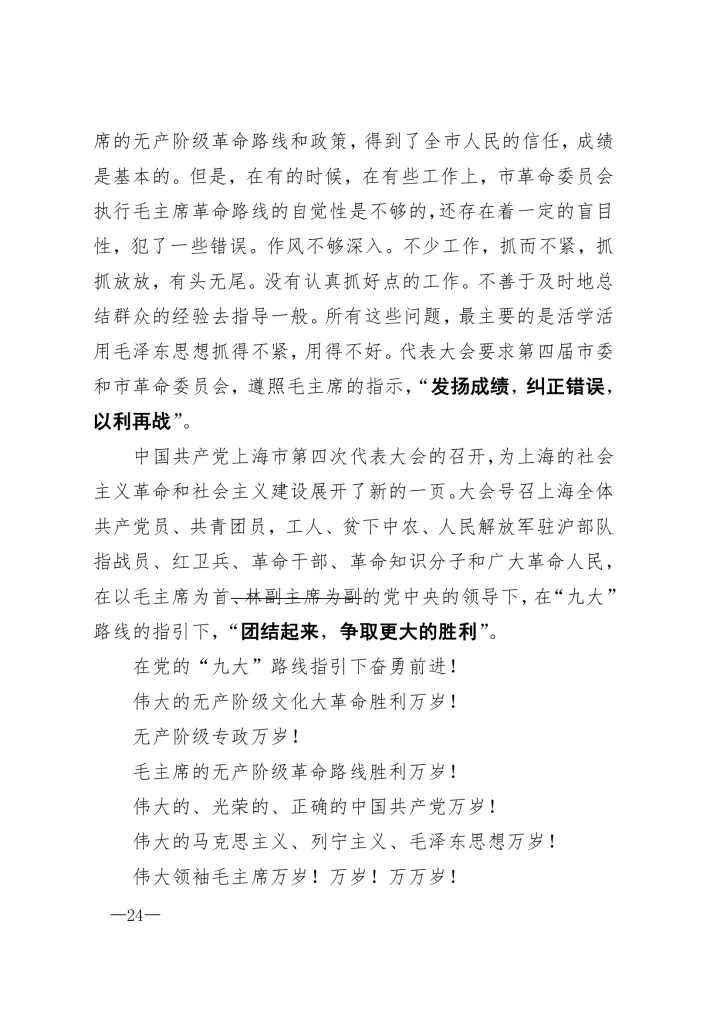 席的无产阶级革命路线和政策，得到了全市人民的信任，成绩
是基本的。但是，在有的时候，在有些工作上，市革命委员会
执行毛主席革命路线的自觉性是不够的，还存在着一定的盲目
性，犯了一些错误。作风不够深入。不少工作，抓而不紧，抓
抓放放，有头无尾。没有认真抓好点的工作。不善于及时地总
结群众的经验去指导一般。所有这些问题，最主要的是活学活
用毛泽东思想抓得不紧，用得不好。代表大会要求第四届市委
和市革命委员会，遵照毛主席的指示，“发扬成绩，纠正错误，
以利再战”。
中国共产党上海市第四次代表大会的召开，为上海的社会
主义革命和社会主义建设展开了新的一页。大会号召上海全体
共产党员、共青团员，工人、贫下中农、人民解放军驻沪部队
指战员、红卫兵、革命干部、革命知识分子和广大革命人民，
在以毛主席为首、林副主席为副的党中央的领导下，在“九大”
路线的指引下，“团结起来，争取更大的胜利”。
在党的“九大”路线指引下奋勇前进！
伟大的无产阶级文化大革命胜利万岁！
无产阶级专政万岁！
毛主席的无产阶级革命路线胜利万岁！
伟大的、光荣的、正确的中国共产党万岁！
伟大的马克思主义、列宁主义、毛泽东思想万岁！
伟大领袖毛主席万岁！万岁！万万岁！
—24—